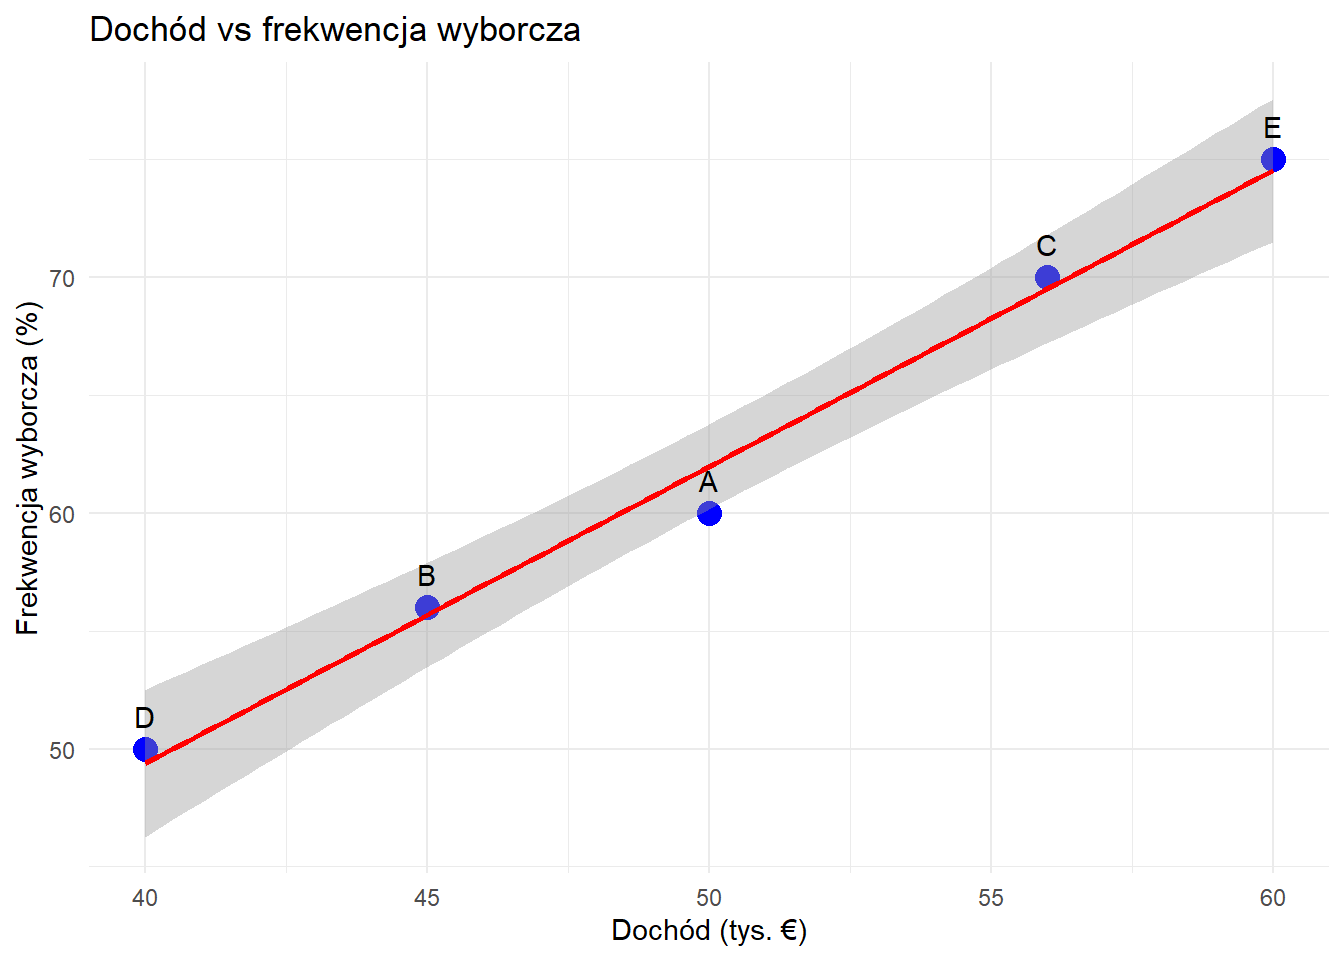 Dochód vs frekwencja wyborcza
Frekwencja wyborcza (%)
70
60
50
E
C
A
B
D
40 45 50 55 60
Dochód (tys. €)